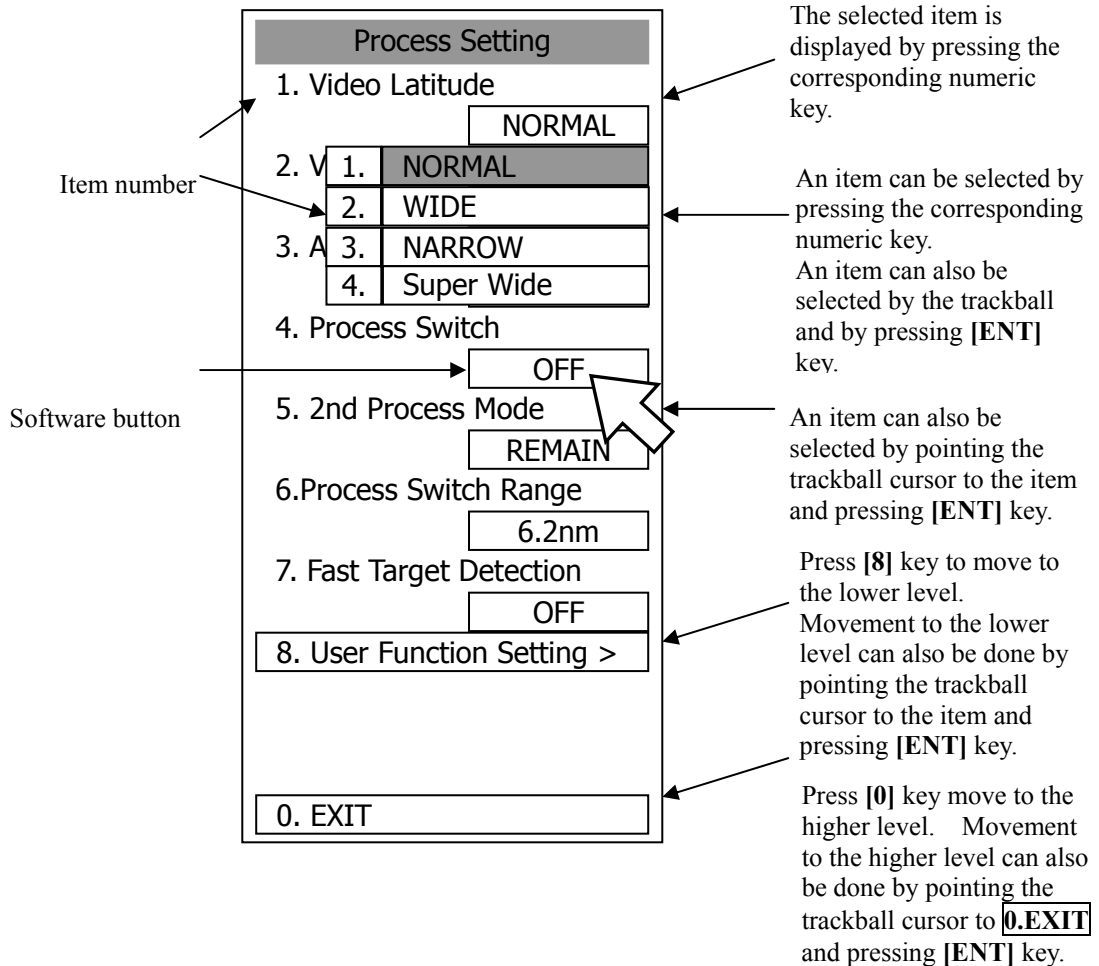 Process Setting
1. Video Latitude
NORMAL
2. V
1. NORMAL
2. WIDE
3. A
3. NARROW
4. Super Wide
4. Process Switch
OFF
5. 2nd Process Mode
REMAIN
6.Process Switch Range
6.2nm
7. Fast Target Detection
OFF
8. User Function Setting >
0. EXIT
Item number
Software button
The selected item is
displayed by pressing the
corresponding numeric
key.
An item can be selected by
pressing the corresponding
numeric key.
An item can also be
selected by the trackball
and by pressing [ENT]
key.
An item can also be
selected by pointing the
trackball cursor to the item
and pressing [ENT] key.
Press [8] key to move to
the lower level.
Movement to the lower
level can also be done by
pointing the trackball
cursor to the item and
pressing [ENT] key.
Press [0] key move to the
higher level. Movement
to the higher level can also
be done by pointing the
trackball cursor to 0.EXIT
and pressing [ENT] key.